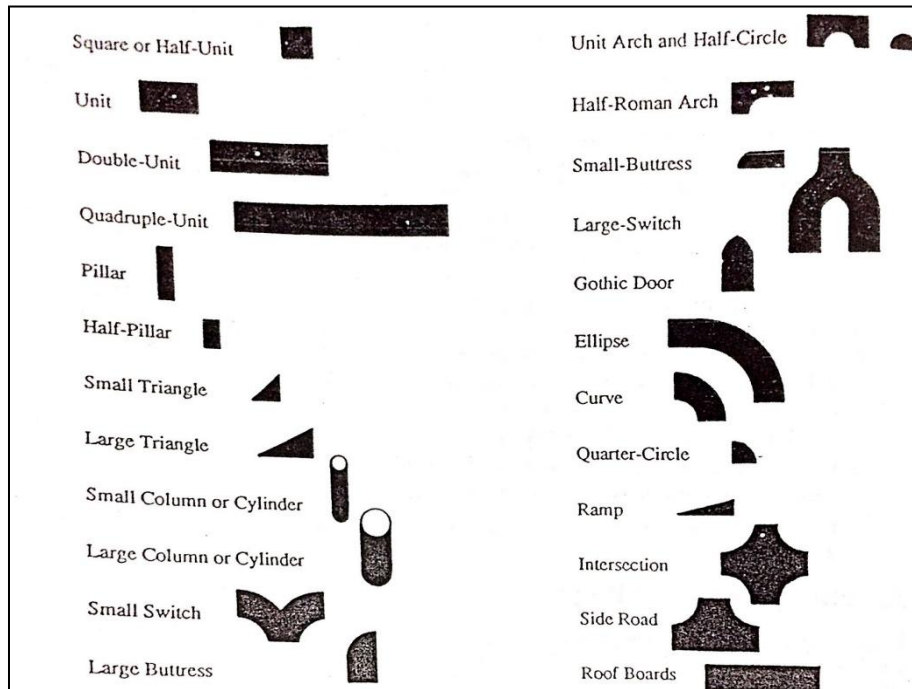 Square or Half-Unit
Unit
Double-Unit
Quadruple-Unit
Pillar
Half-Pillar
Small Triangle
Large Triangle
Small Column or Cylinder
Large Column or Cylinder
Small Switch
Large Buttress
Unit Arch and Half-Circle
Half-Roman Arch
Small-Buttress
Large-Switch
Gothic Door
Ellipse
Curve
Quarter-Circle
Ramp
Intersection
Side Road
Roof Boards